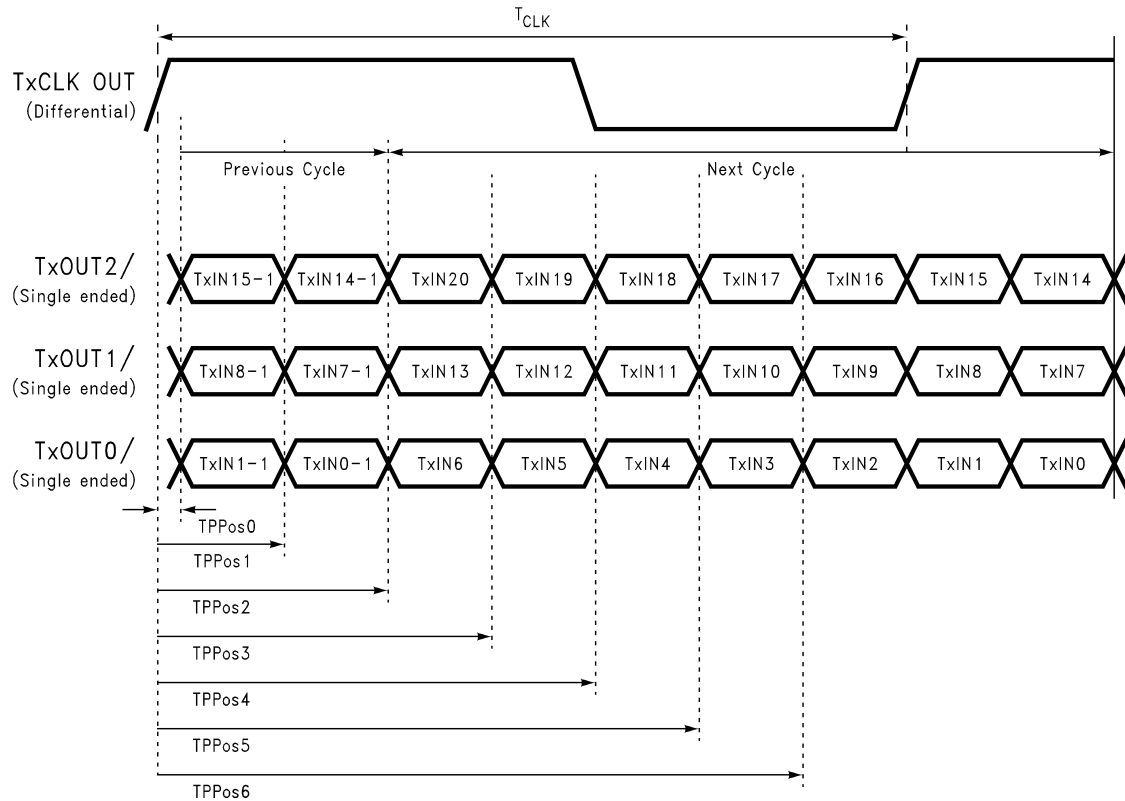 TCLK
TxCLK OUT
(Differential)
Previous Cycle
Next Cycle
TxOUT2/
(Single ended)
TxIN15-1 TxIN14-1 TxIN20 TxIN19 TxIN18 TxIN17 TxIN16 TxIN15 TxIN14
TxOUT1/
(Single ended)
TxIN8-1 TxIN7-1 TxIN13 TxIN12 TxIN11 TxIN10 TxIN9 TxIN8 TxIN7
TxOUT0/
(Single ended)
TxIN1-1 TxIN0-1 TxIN6 TxIN5 TxIN4 TxIN3 TxIN2 TxIN1 TxIN0
TPPos0
TPPos1
TPPos2
TPPos3
TPPos4
TPPos5
TPPos6